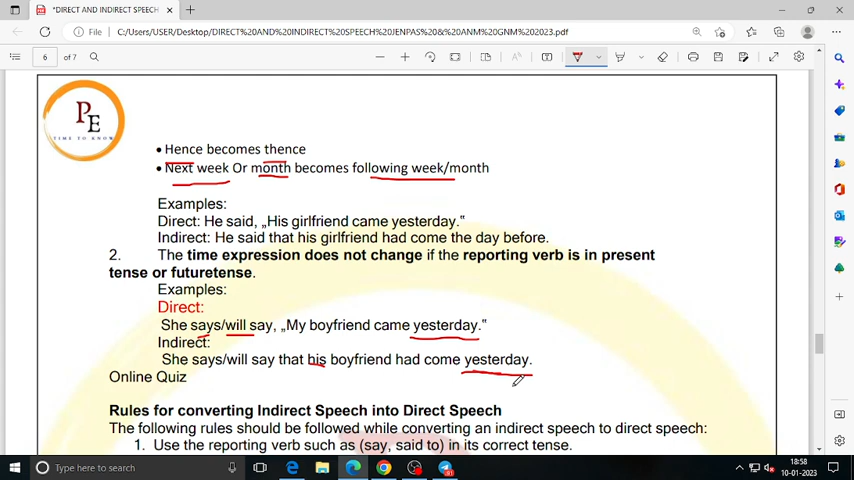 *DIRECT AND INDIRECT SPEECH
File
C:/Users/USER/Desktop/DIRECT%20AND%20INDIRECT%20SPEECH%20JENPAS%20&%20ANM%20GNM%202023.pdf
6 of 7
PE
TIME TO KNOW
• Hence becomes thence
• Next week Or month becomes following week/month
Examples:
Direct: He said, „His girlfriend came yesterday.“
Indirect: He said that his girlfriend had come the day before.
2. The time expression does not change if the reporting verb is in present
tense or futuretense.
Examples:
Direct:
She says/will say, „My boyfriend came yesterday.“
Indirect:
She says/will say that his boyfriend had come yesterday.
Online Quiz
Rules for converting Indirect Speech into Direct Speech
The following rules should be followed while converting an indirect speech to direct speech:
1. Use the reporting verb such as (say, said to) in its correct tense.
Type here to search
18:58
10-01-2023